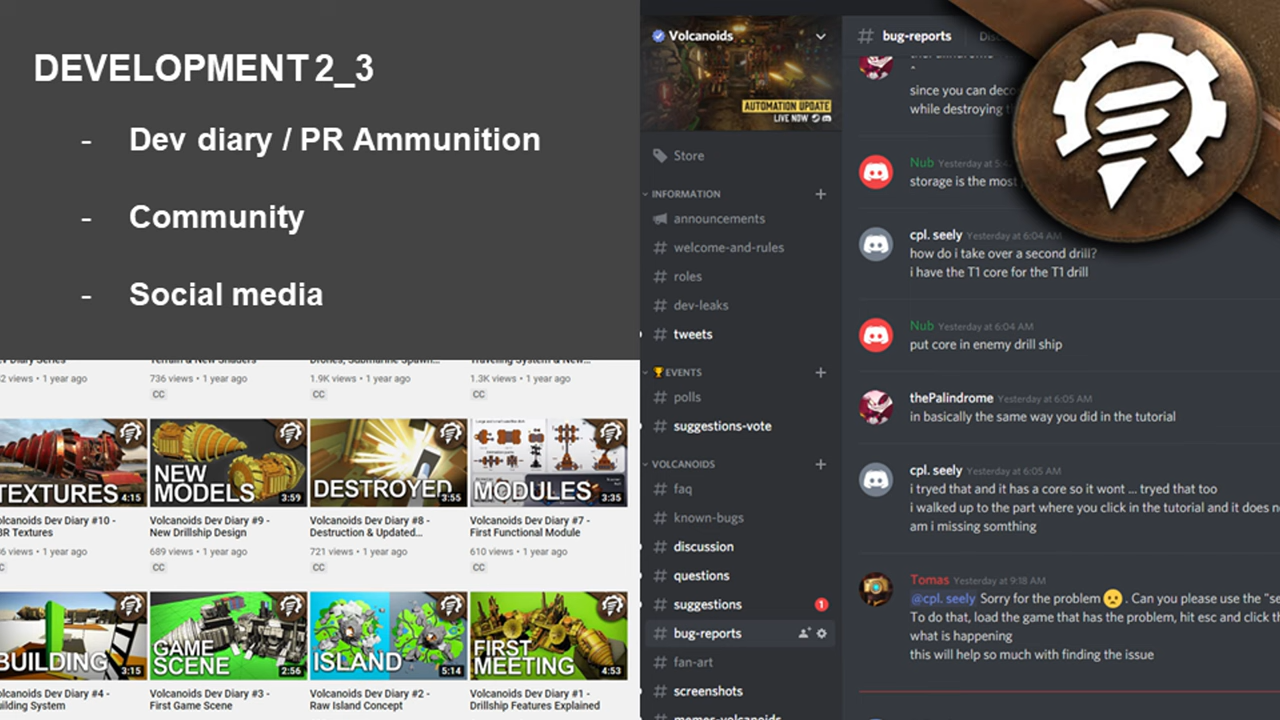 DEVELOPMENT 2_3
- Dev diary / PR Ammunition
- Community
- Social media
736 views • 1 year ago
1.9K views • 1 year ago
1.3K views • 1 year ago
CC
CC
CC
TEXTURES
4:15
NEW
MODELS
3:59
DESTROYED
3:55
MODULES
3:35
olcanoids Dev Diary #10 -
BR Textures
Volcanoids Dev Diary #9 -
New Drillship Design
689 views • 1 year ago
CC
Volcanoids Dev Diary #8 -
Destruction & Updated...
721 views • 1 year ago
CC
Volcanoids Dev Diary #7 -
First Functional Module
610 views • 1 year ago
CC
BUILDING
3:15
GAME
SCENE
2:56
ISLAND
5:14
FIRST
MEETING
4:53
olcanoids Dev Diary #4 -
uilding System
Volcanoids Dev Diary #3 -
First Game Scene
Volcanoids Dev Diary #2 -
Raw Island Concept
Volcanoids Dev Diary #1 -
Drillship Features Explained
Volcanoids
AUTOMATION UPDATE
LIVE NOW
Store
INFORMATION
# announcements
# welcome-and-rules
# roles
# dev-leaks
# tweets
EVENTS
# polls
# suggestions-vote
VOLCANOIDS
# faq
# known-bugs
# discussion
# questions
# suggestions 1
# bug-reports
# fan-art
# screenshots
# memes-volcanoids
# bug-reports
since you can deco
while destroying
Nub Yesterday at 5:4
storage is the most
cpl. seely Yesterday at 6:04 AM
how do i take over a second drill?
i have the T1 core for the T1 drill
Nub Yesterday at 6:04 AM
put core in enemy drill ship
thePalindrome Yesterday at 6:05 AM
in basically the same way you did in the tutorial
cpl. seely Yesterday at 6:05 AM
i tryed that and it has a core so it wont ... tryed that too
i walked up to the part where you click in the tutorial and it does n
am i missing somthing
Tomas Yesterday at 9:18 AM
@cpl. seely Sorry for the problem 😟 . Can you please use the "se
To do that, load the game that has the problem, hit esc and click th
what is happening
this will help so much with finding the issue